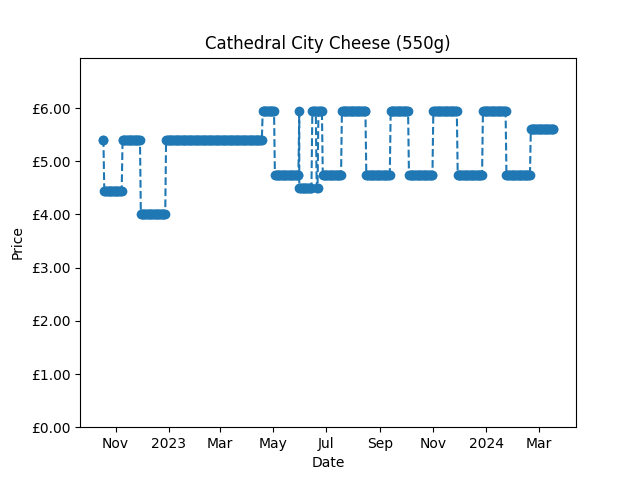 Cathedral City Cheese (550g)
£6.00
£5.00
£4.00
£3.00
£2.00
£1.00
£0.00
Price
Nov 2023 Mar May Jul Sep Nov 2024 Mar
Date